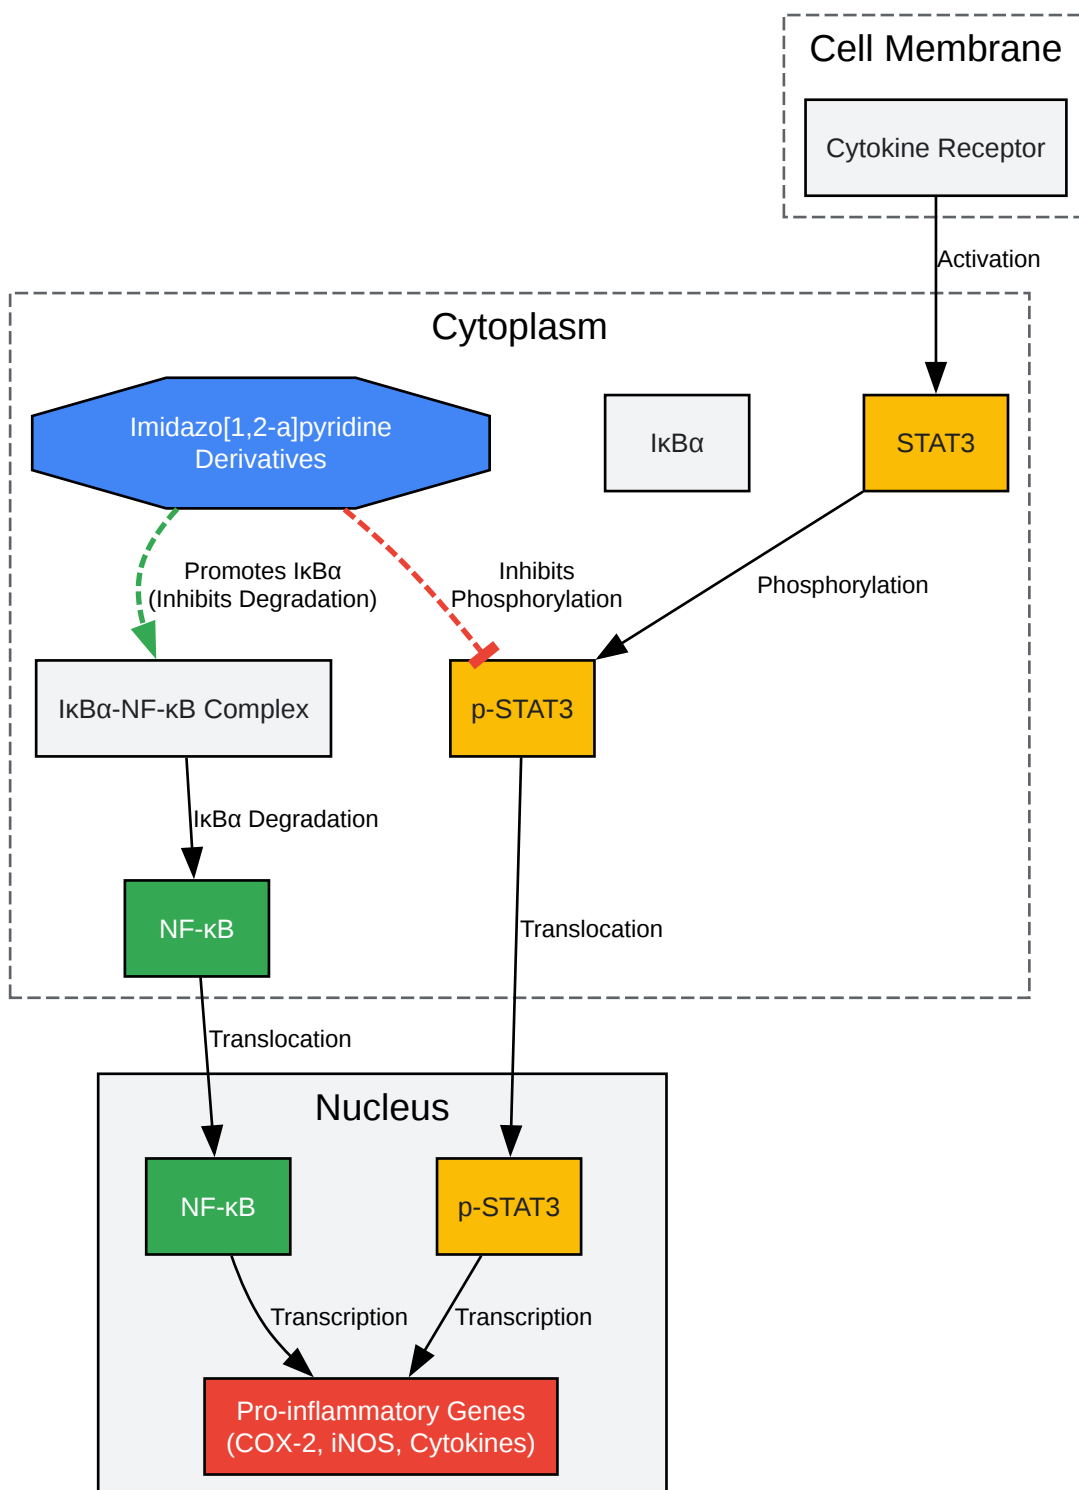 Cell Membrane
Cytokine Receptor
Activation
Cytoplasm
Imidazo[1,2-a]pyridine
Derivatives
IκBα
STAT3
Promotes IκBα
(Inhibits Degradation)
Inhibits
Phosphorylation
Phosphorylation
IκBα-NF-κB Complex
p-STAT3
IκBα Degradation
NF-κB
Translocation
Translocation
Nucleus
NF-κB
p-STAT3
Transcription
Transcription
Pro-inflammatory Genes
(COX-2, iNOS, Cytokines)